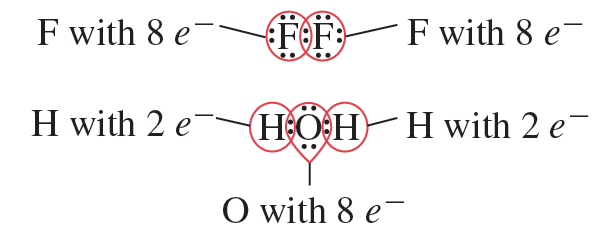 F with 8 e⁻ F F F with 8 e⁻
H with 2 e⁻ H O H H with 2 e⁻
O with 8 e⁻